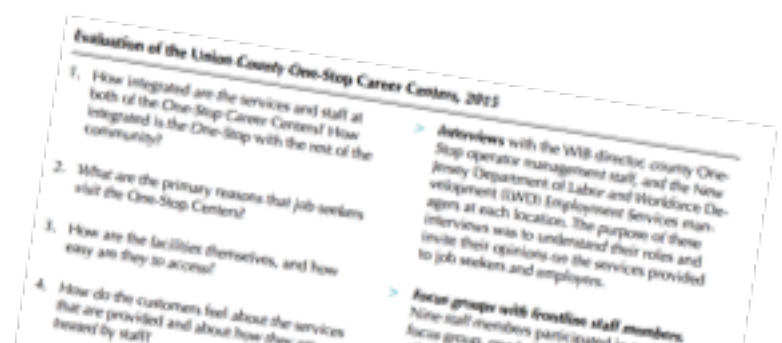 Evaluation of the Union County One-Stop Career Centers, 2015
1. How integrated are the services and staff at
both of the One-Stop Career Centers? How
integrated is the One-Stop with the rest of the
community?
2. What are the primary reasons that job seekers
visit the One-Stop Centers?
3. How are the facilities themselves, and how
easy are they to access?
4. How do the customers feel about the services
that are provided and about how they are
treated by staff?
> Interviews with the WIB director, county One-
Stop operator management staff, and the New
Jersey Department of Labor and Workforce De-
velopment (LWD) Employment Services man-
agers at each location. The purpose of these
interviews was to understand their roles and
invite their opinions on the services provided
to job seekers and employers.
> Focus groups with frontline staff members.
Nine staff members participated in
focus group,